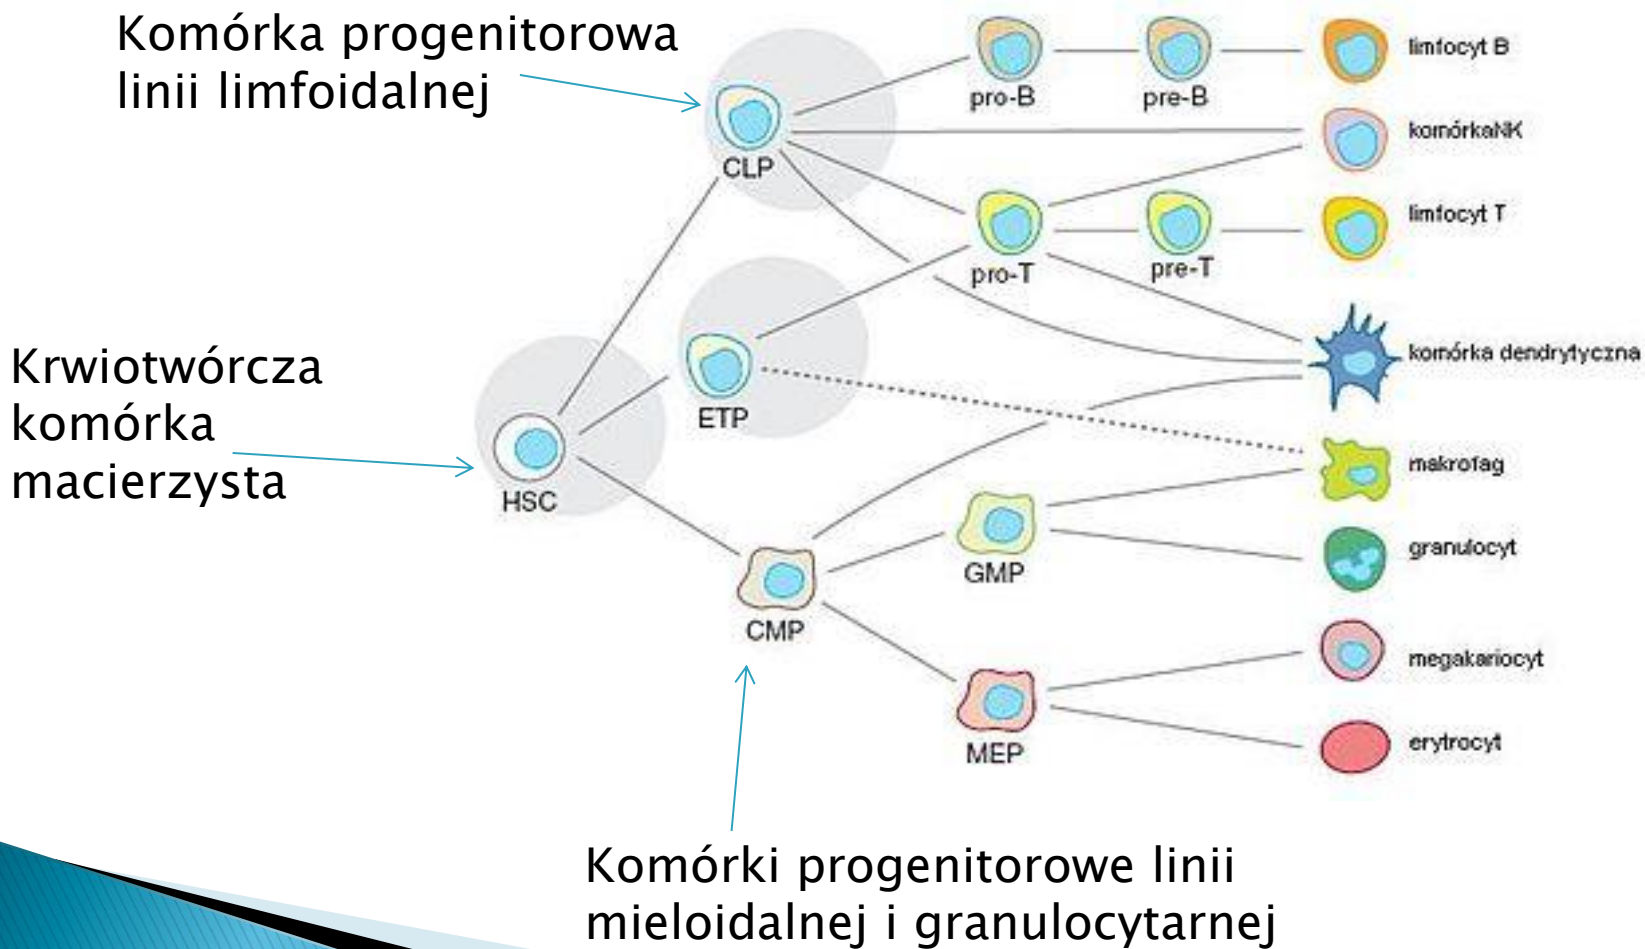 Komórka progenitorowa
linii limfoidalnej
CLP
pro-B
pre-B
limfocyt B
komórkaNK
pro-T
pre-T
limfocyt T
Krwiotwórcza
komórka
macierzysta
HSC
ETP
komórka dendrytyczna
makrofag
CMP
GMP
granulocyt
MEP
megakariocyt
erytrocyt
Komórki progenitorowe linii
mieloidalnej i granulocytarnej